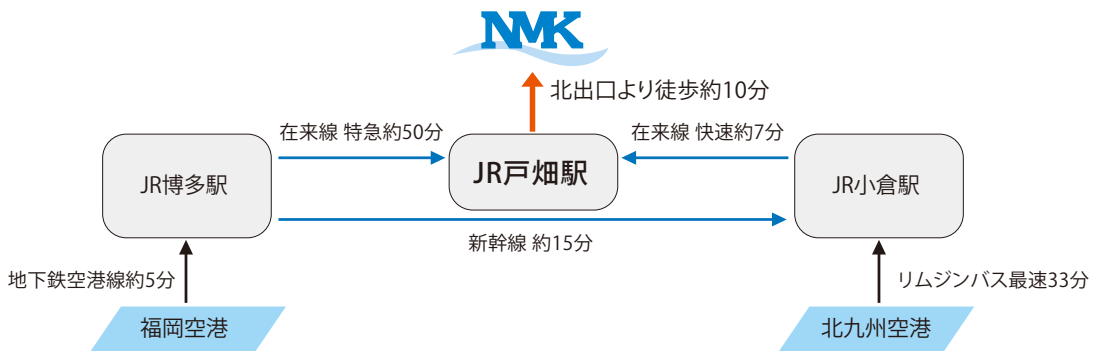 NMK
北出口より徒歩約10分
在来線 特急約50分
在来線 快速約7分
JR博多駅
JR戸畑駅
JR小倉駅
新幹線 約15分
地下鉄空港線約5分
リムジンバス最速33分
福岡空港
北九州空港